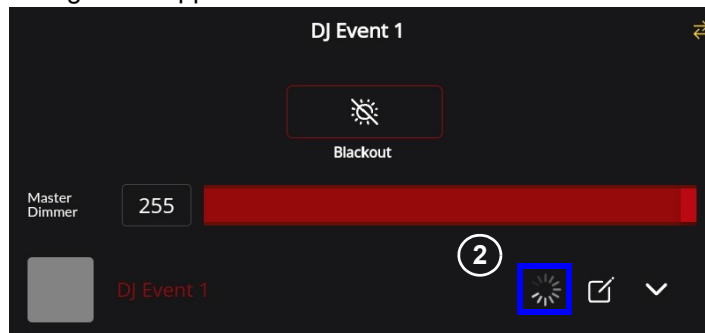 DJ Event 1
Blackout
Master
Dimmer
255
2
DJ Event 1